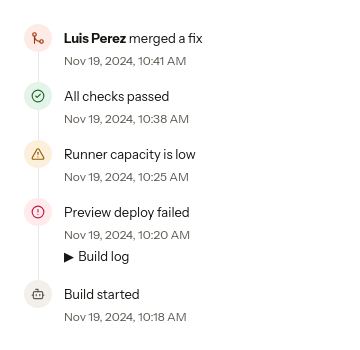 Luis Perez merged a fix
Nov 19, 2024, 10:41 AM
All checks passed
Nov 19, 2024, 10:38 AM
Runner capacity is low
Nov 19, 2024, 10:25 AM
Preview deploy failed
Nov 19, 2024, 10:20 AM
▶ Build log
Build started
Nov 19, 2024, 10:18 AM